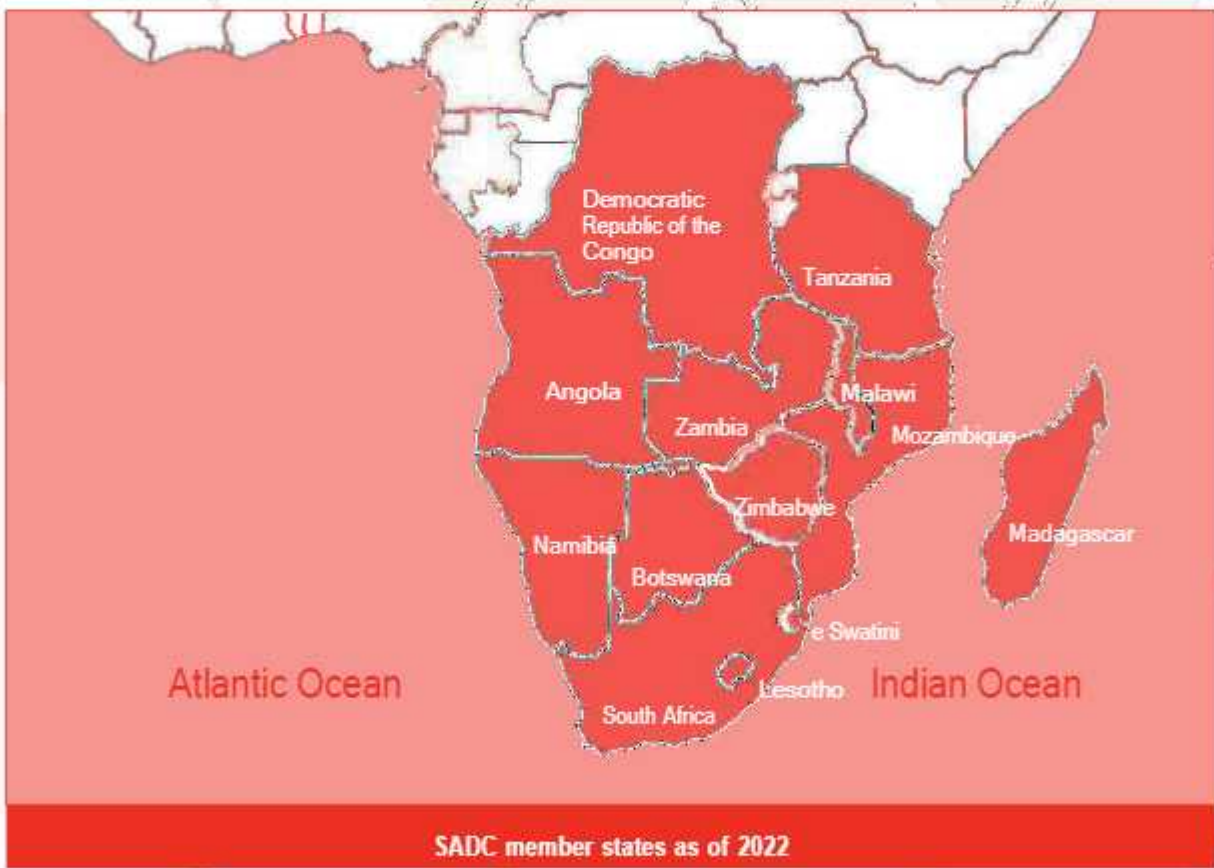 Democratic
Republic of the
Congo
Tanzania
Angola
Malawi
Zambia
Mozambique
Zimbabwe
Madagascar
Namibia
Botswana
e Swatini
Atlantic Ocean
Lesotho
Indian Ocean
South Africa
SADC member states as of 2022